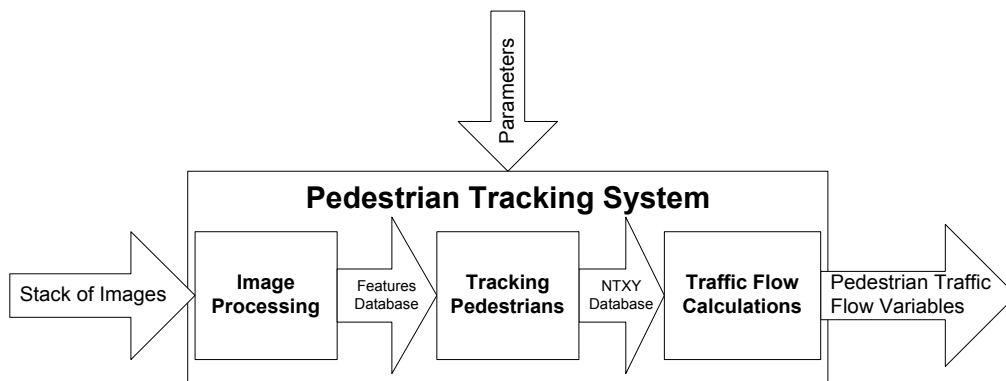 Parameters
Pedestrian Tracking System
Stack of Images
Image
Processing
Features
Database
Tracking
Pedestrians
NTXY
Database
Traffic Flow
Calculations
Pedestrian Traffic
Flow Variables